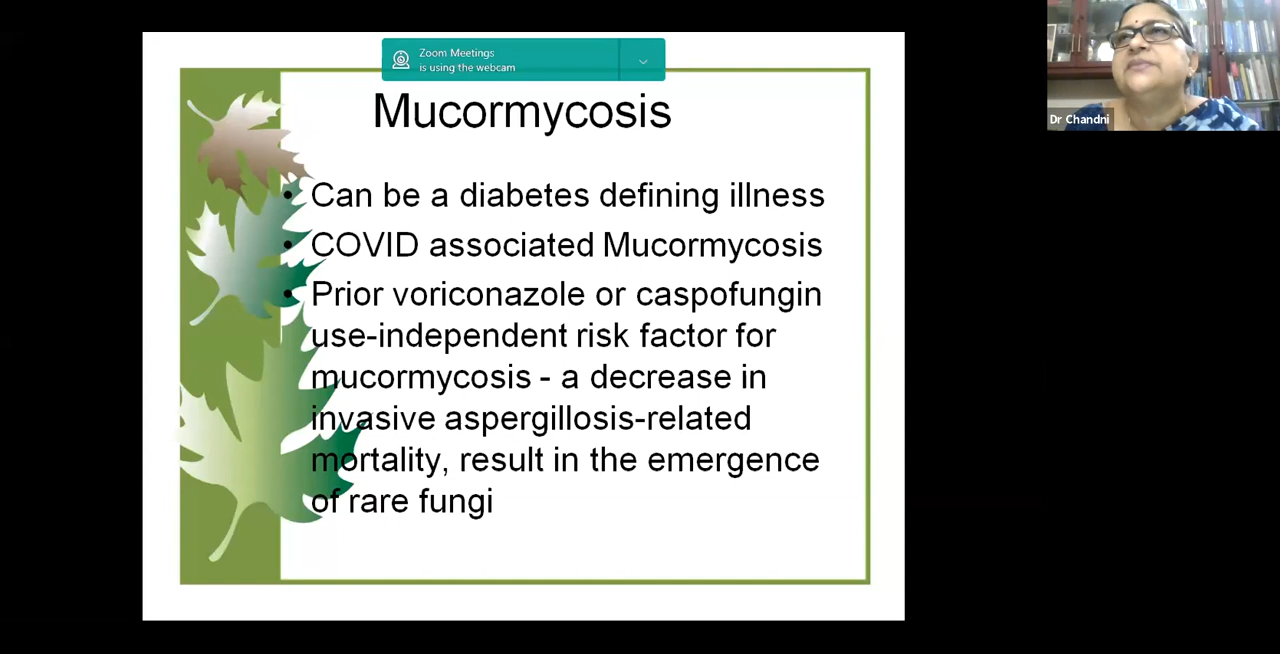 Zoom Meetings
is using the webcam
Dr Chandni
Mucormycosis
• Can be a diabetes defining illness
• COVID associated Mucormycosis
• Prior voriconazole or caspofungin
use-independent risk factor for
mucormycosis - a decrease in
invasive aspergillosis-related
mortality, result in the emergence
of rare fungi